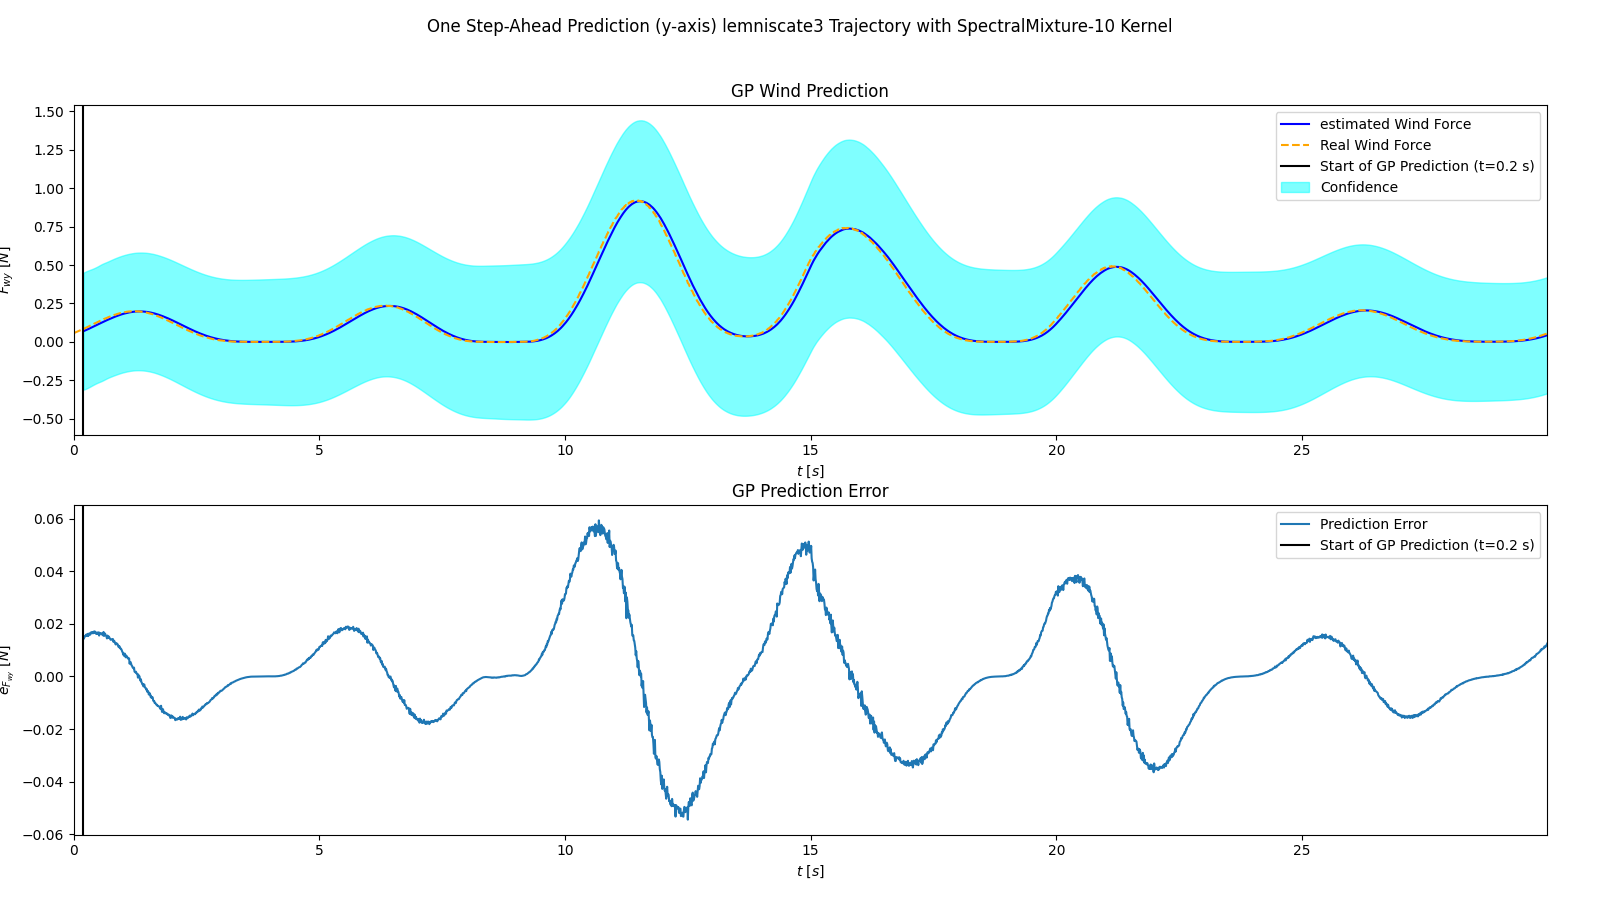 One Step-Ahead Prediction (y-axis) lemniscate3 Trajectory with SpectralMixture-10 Kernel
GP Wind Prediction
1.50
1.25
1.00
0.75
0.50
0.25
0.00
−0.25
−0.50
F_wy [N]
estimated Wind Force
Real Wind Force
Start of GP Prediction (t=0.2 s)
Confidence
0 5 10 15 20 25
t [s]
GP Prediction Error
0.06
0.04
0.02
0.00
−0.02
−0.04
−0.06
e_F_wy [N]
Prediction Error
Start of GP Prediction (t=0.2 s)
0 5 10 15 20 25
t [s]